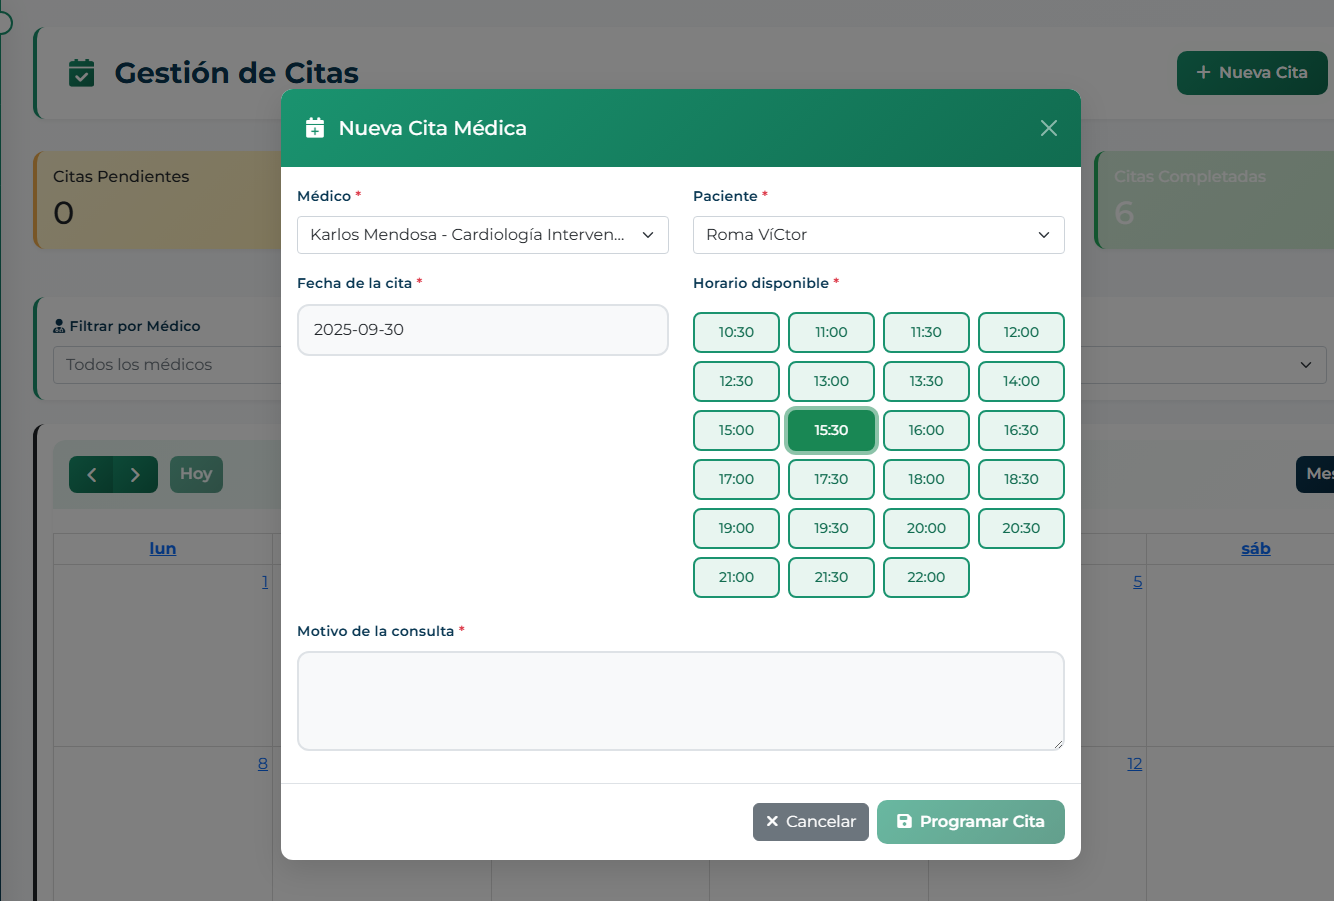 Gestión de Citas
Nueva Cita
Citas Pendientes
0
Citas Completadas
6
Filtrar por Médico
Todos los médicos
Hoy
Mes
lun
sáb
1
5
8
12
Nueva Cita Médica
Médico *
Karlos Mendosa - Cardiología Interven...
Paciente *
Roma VíCtor
Fecha de la cita *
2025-09-30
Horario disponible *
10:30 11:00 11:30 12:00
12:30 13:00 13:30 14:00
15:00 15:30 16:00 16:30
17:00 17:30 18:00 18:30
19:00 19:30 20:00 20:30
21:00 21:30 22:00
Motivo de la consulta *
Cancelar
Programar Cita